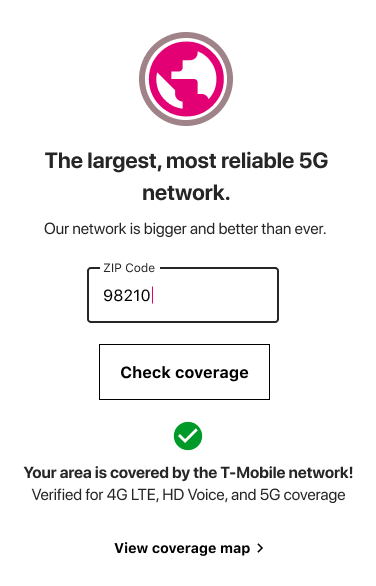 The largest, most reliable 5G
network.
Our network is bigger and better than ever.
ZIP Code
98210
Check coverage
Your area is covered by the T-Mobile network!
Verified for 4G LTE, HD Voice, and 5G coverage
View coverage map